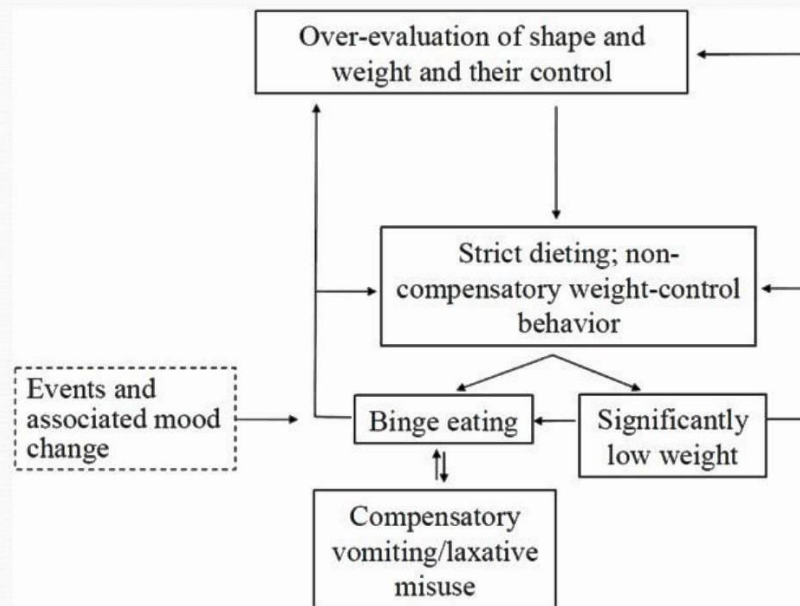 Over-evaluation of shape and
weight and their control
Strict dieting; non-
compensatory weight-control
behavior
Events and
associated mood
change
Binge eating
Significantly
low weight
Compensatory
vomiting/laxative
misuse